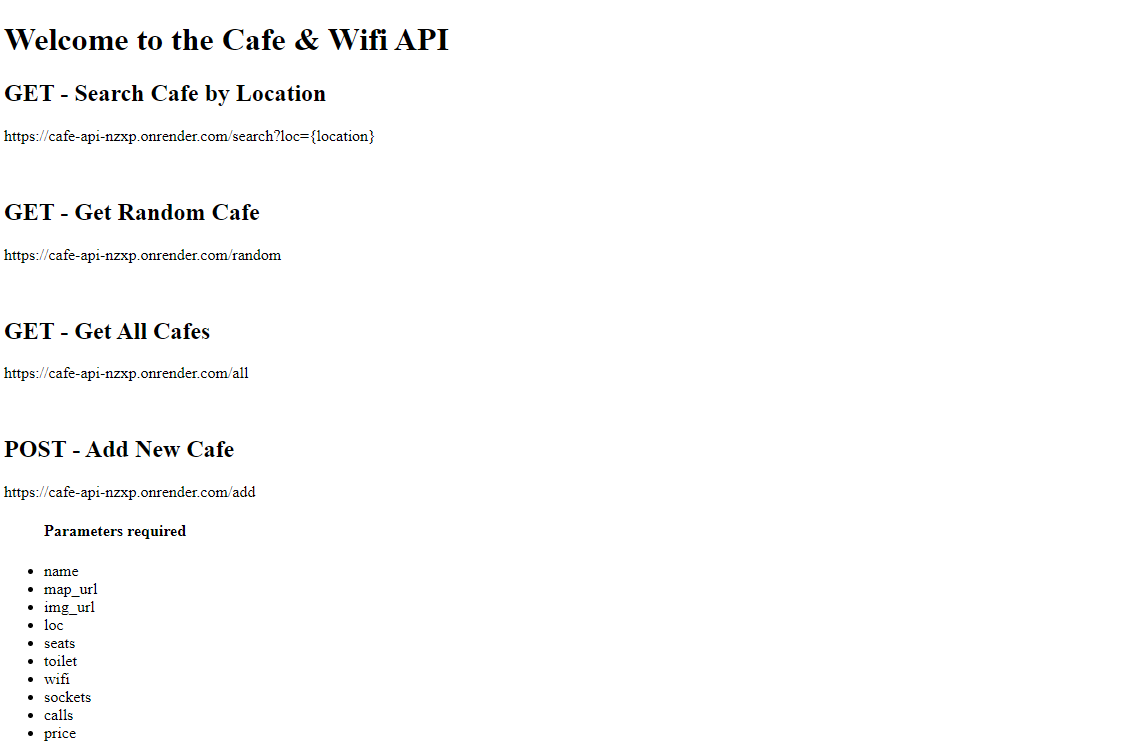 Welcome to the Cafe & Wifi API
GET - Search Cafe by Location
https://cafe-api-nzxp.onrender.com/search?loc={location}
GET - Get Random Cafe
https://cafe-api-nzxp.onrender.com/random
GET - Get All Cafes
https://cafe-api-nzxp.onrender.com/all
POST - Add New Cafe
https://cafe-api-nzxp.onrender.com/add
Parameters required
• name
• map_url
• img_url
• loc
• seats
• toilet
• wifi
• sockets
• calls
• price